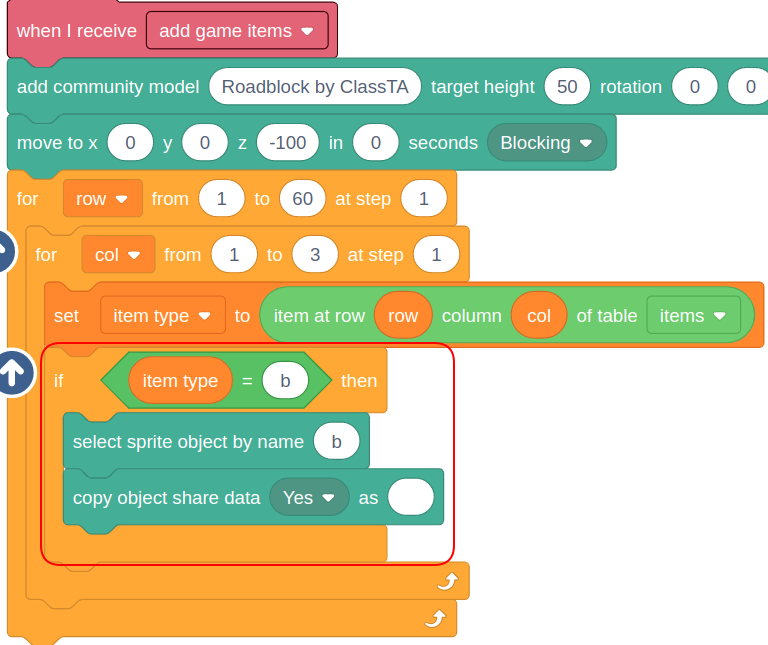 when I receive add game items
add community model Roadblock by ClassTA target height 50 rotation 0 0
move to x 0 y 0 z -100 in 0 seconds Blocking
for row from 1 to 60 at step 1
for col from 1 to 3 at step 1
set item type to item at row row column col of table items
if item type = b then
select sprite object by name b
copy object share data Yes as